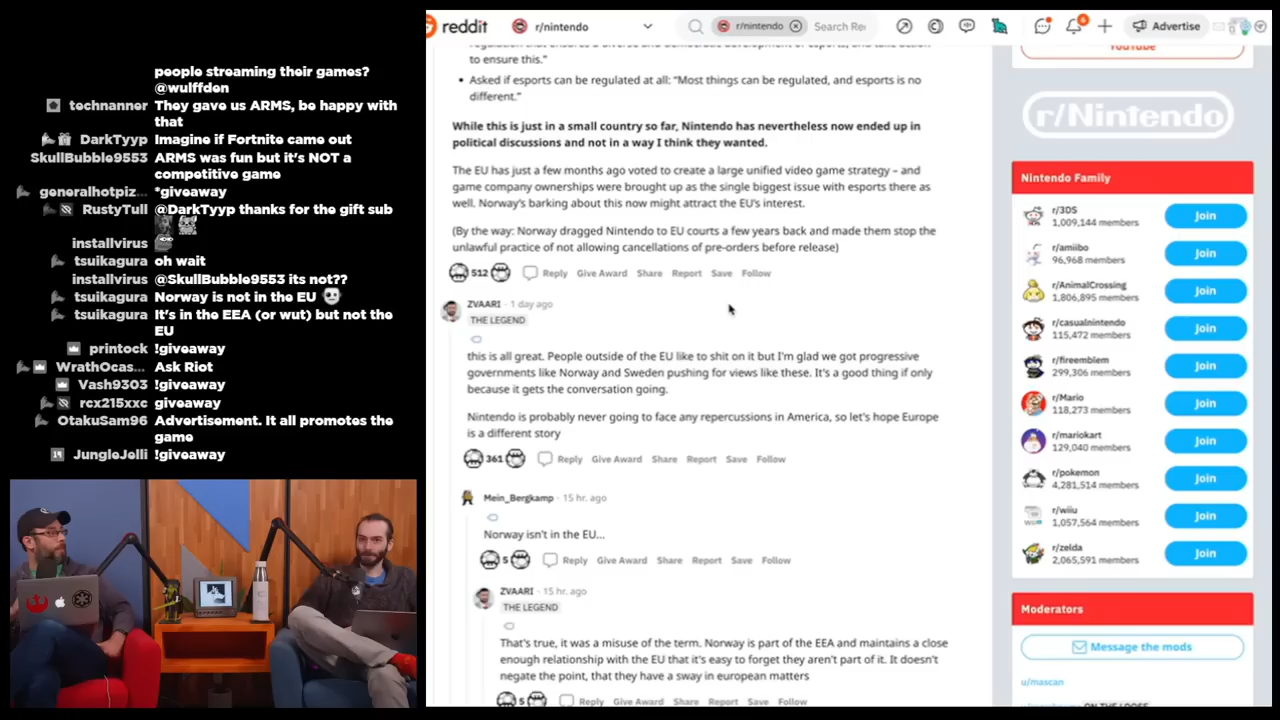 people streaming their games?
@wulffden
technanner They gave us ARMS, be happy with
that
DarkTyyp Imagine if Fortnite came out
SkullBubble9553 ARMS was fun but it's NOT a
competitive game
generalhotpiz... *giveaway
RustyTull @DarkTyyp thanks for the gift sub
installvirus
tsuikagura oh wait
installvirus @SkullBubble9553 its not??
tsuikagura Norway is not in the EU
tsuikagura It's in the EEA (or wut) but not the
EU
printock !giveaway
Wrathtas... Ask Riot
Vash9303 !giveaway
rcx215xxc giveaway
Otakusan96 Advertisment. It all promotes the
game
JungleJelli !giveaway
reddit
r/nintendo
r/nintendo
Search Re
6
Advertise
to ensure this."
• Asked if esports can be regulated at all: "Most things can be regulated, and esports is no
different."
While this is just in a small country so far, Nintendo has nevertheless now ended up in
political discussions and not in a way I think they wanted.
The EU has just a few months ago voted to create a large unified video game strategy – and
game company ownerships were brought up as the single biggest issue with esports there as
well. Norway's barking about this now might attract the EU's interest.
(By the way: Norway dragged Nintendo to EU courts a few years back and made them stop the
unlawful practice of not allowing cancellations of pre-orders before release)
512 Reply Give Award Share Report Save Follow
ZVAARI · 1 day ago
THE LEGEND
this is all great. People outside of the EU like to shit on it but I'm glad we got progressive
governments like Norway and Sweden pushing for views like these. It's a good thing if only
because it gets the conversation going.
Nintendo is probably never going to face any repercussions in America, so let's hope Europe
is a different story
361 Reply Give Award Share Report Save Follow
Mein_Bergkamp · 15 hr. ago
Norway isn't in the EU...
5 Reply Give Award Share Report Save Follow
ZVAARI · 15 hr. ago
THE LEGEND
That's true, it was a misuse of the term. Norway is part of the EEA and maintains a close
enough relationship with the EU that it's easy to forget they aren't part of it. It doesn't
negate the point, that they have a sway in european matters
5 Reply Give Award Share Report Save Follow
YouTube
r/Nintendo
Nintendo Family
r/3DS
1,009,144 members
Join
r/amiibo
96,968 members
Join
r/AnimalCrossing
1,806,895 members
Join
r/casualnintendo
115,472 members
Join
r/fireemblem
299,306 members
Join
r/Mario
118,273 members
Join
r/mariokart
129,040 members
Join
r/pokemon
4,281,514 members
Join
r/wiiu
1,057,564 members
Join
r/zelda
2,065,591 members
Join
Moderators
Message the mods
u/mascan